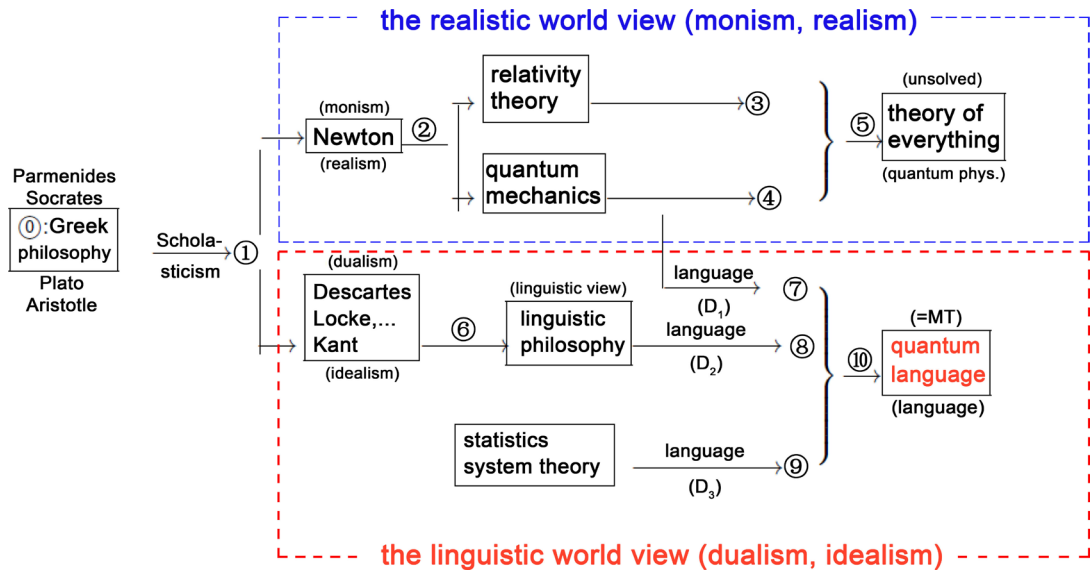 the realistic world view (monism, realism)
Parmenides
Socrates
⓪:Greek
philosophy
Plato
Aristotle
Schola-
sticism
①
(monism)
Newton
(realism)
②
relativity
theory
③
quantum
mechanics
④
⑤
(unsolved)
theory of
everything
(quantum phys.)
(dualism)
Descartes
Locke,...
Kant
(idealism)
⑥
(linguistic view)
linguistic
philosophy
language
(D1)
⑦
language
(D2)
⑧
statistics
system theory
language
(D3)
⑨
⑩
(=MT)
quantum
language
(language)
the linguistic world view (dualism, idealism)